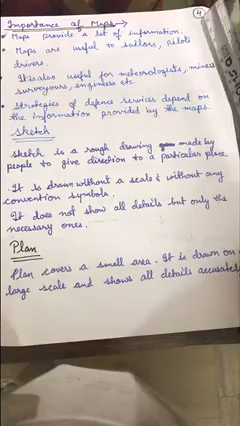 4
Importance of Maps
• Maps provide a lot of information.
• Maps are useful to sailors, pilots
drivers.
• It is also useful for meteorologists, miners
surveyours, engineers etc
• Strategies of defence services depend on
the information provided by the maps.
Sketch
Sketch is a rough drawing made by
people to give direction to a particular place.
It is drawn without a scale & without any
convention symbols.
It does not show all details but only the
necessary ones.
Plan
Plan covers a small area. It is drawn on
large scale and shows all details accurately